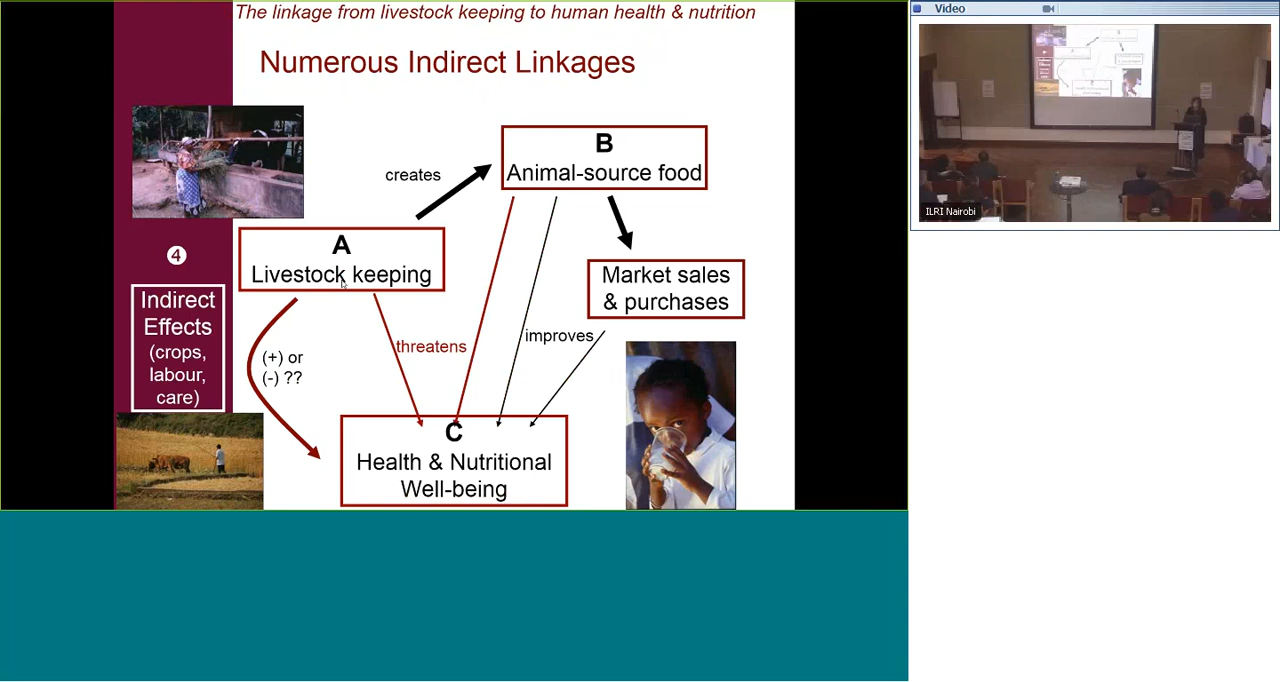 The linkage from livestock keeping to human health & nutrition
Numerous Indirect Linkages
B
Animal-source food
creates
A
Livestock keeping
Market sales
& purchases
❹
Indirect
Effects
(crops,
labour,
care)
(+) or
(-) ??
threatens
improves
C
Health & Nutritional
Well-being
Video
ILRI Nairobi